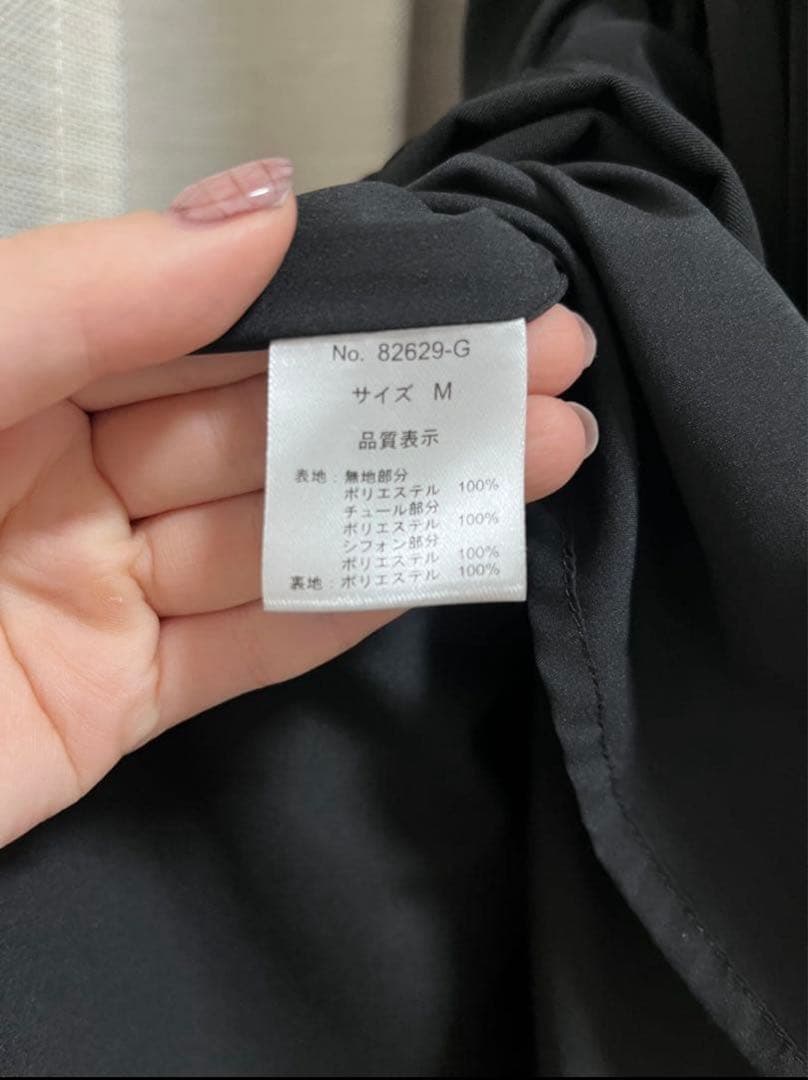 No. 82629-G
サイズ M
品質表示
表地：無地部分
ポリエステル 100%
チュール部分
ポリエステル 100%
シフォン部分
ポリエステル 100%
裏地：ポリエステル 100%